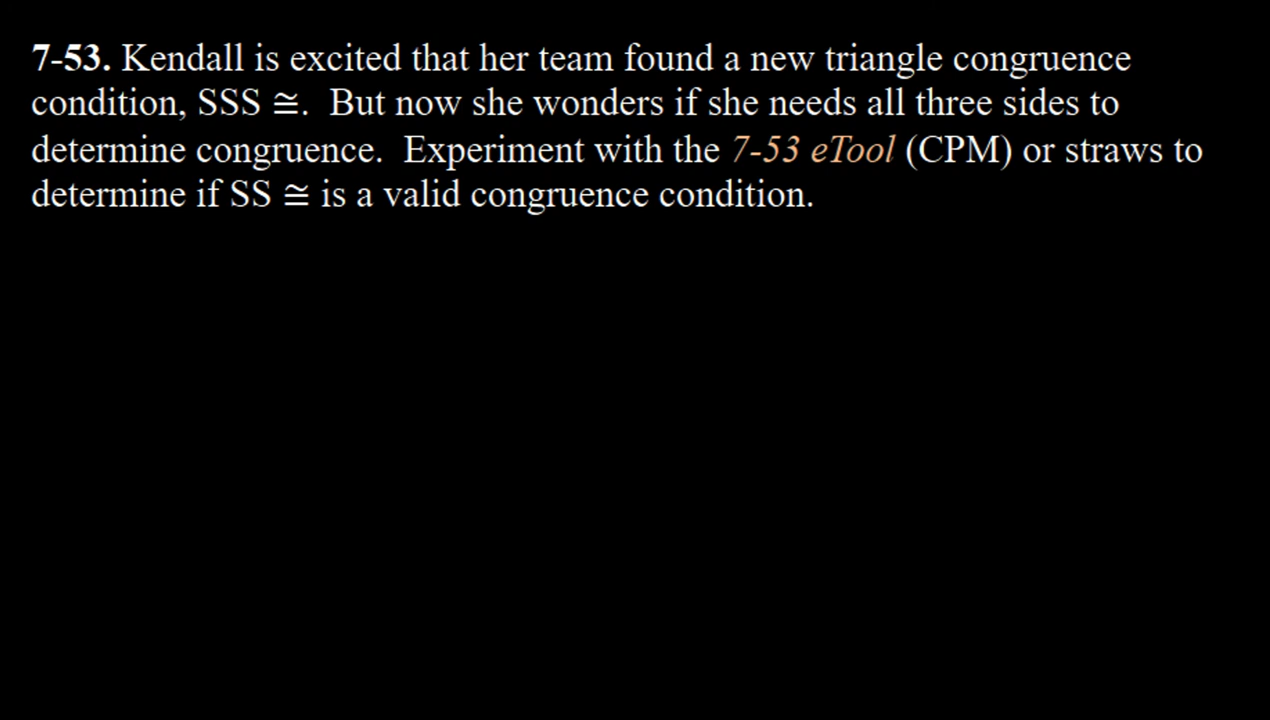 7-53. Kendall is excited that her team found a new triangle congruence
condition, SSS ≅.  But now she wonders if she needs all three sides to
determine congruence.  Experiment with the 7-53 eTool (CPM) or straws to
determine if SS ≅ is a valid congruence condition.